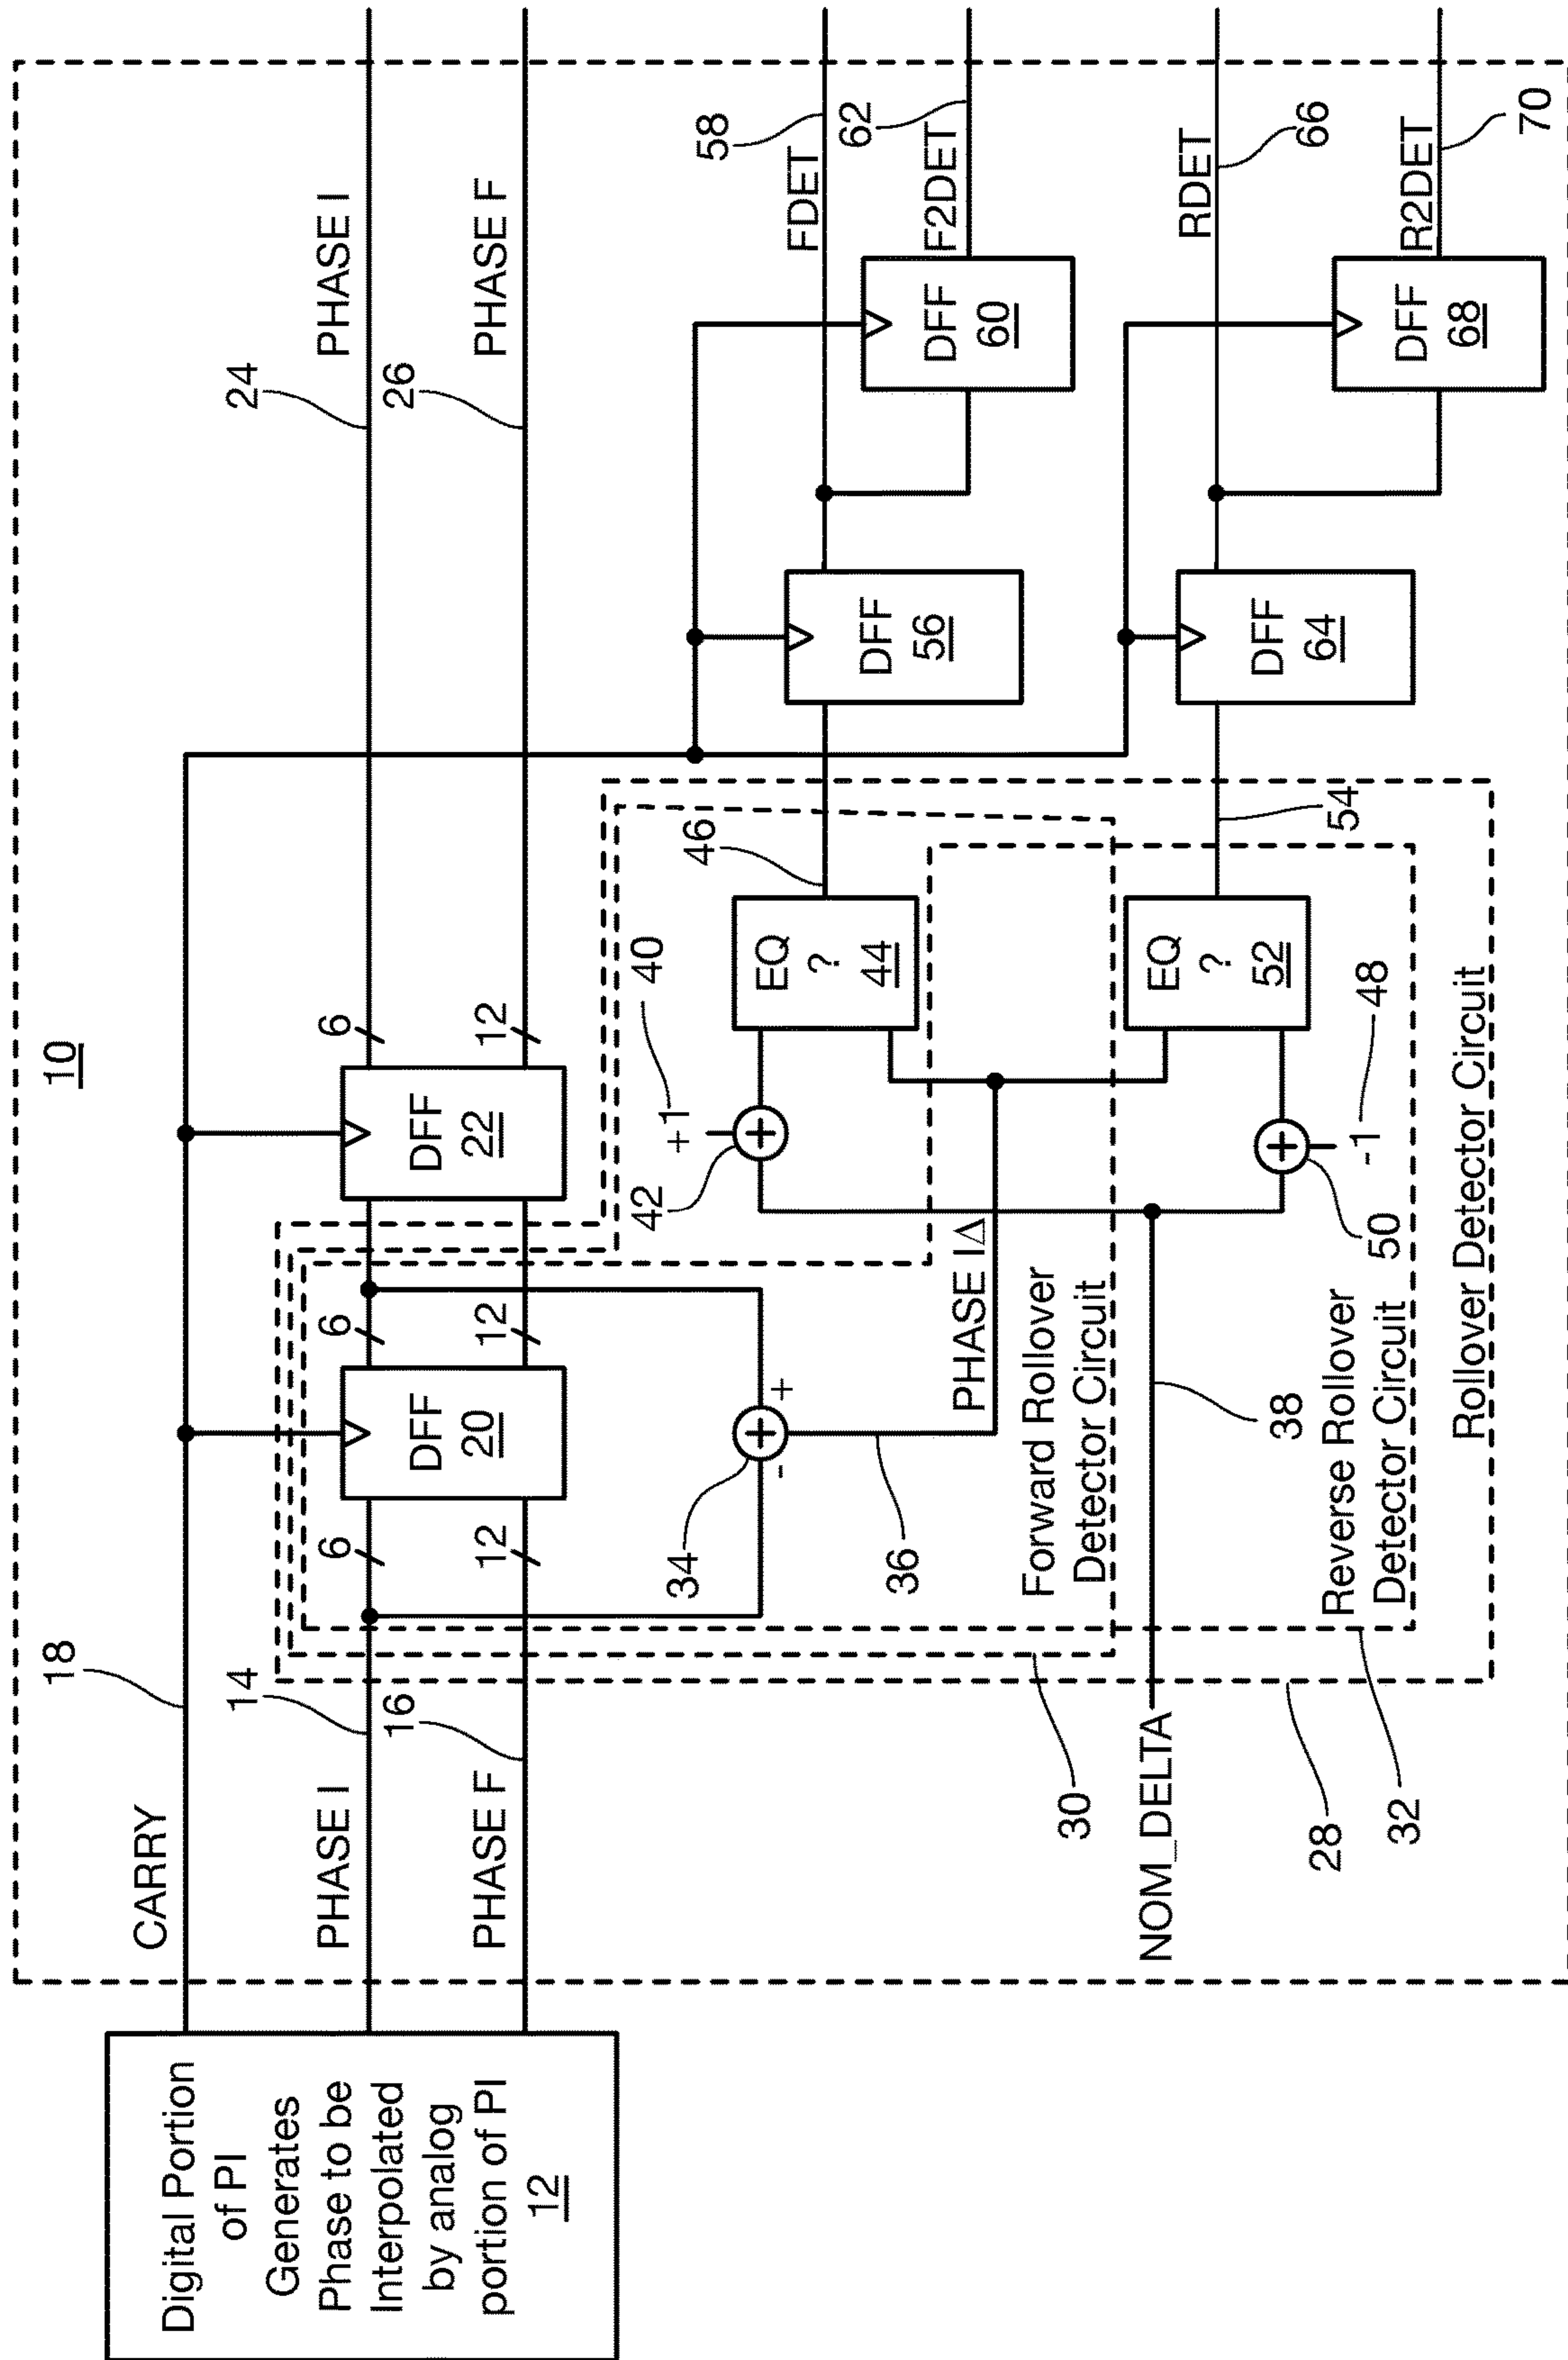 10
CARRY
18
PHASE I
14
PHASE F
16
Digital Portion
of PI
Generates
Phase to be
Interpolated
by analog
portion of PI
12
6
12
DFF
20
6
12
DFF
22
6
12
24
PHASE I
26
PHASE F
34
-
+
+
36
PHASE IΔ
42
+
+1
40
EQ
?
44
46
DFF
56
FDET
58
DFF
60
F2DET
62
Forward Rollover
Detector Circuit
30
NOM_DELTA
38
50
+
-1
48
EQ
?
52
54
DFF
64
RDET
66
DFF
68
R2DET
70
Reverse Rollover
Detector Circuit
32
Rollover Detector Circuit
28